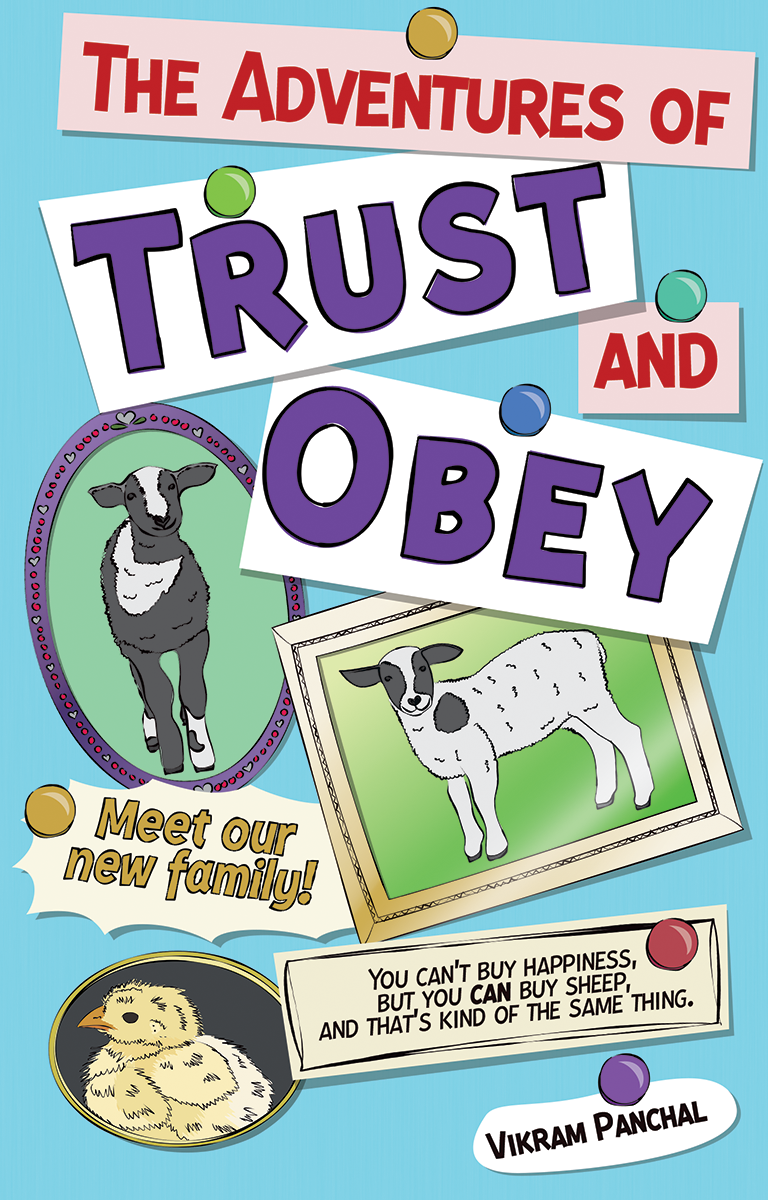 THE ADVENTURES OF
TRUST
AND
OBEY
Meet our
new family!
YOU CAN'T BUY HAPPINESS,
BUT YOU CAN BUY SHEEP,
AND THAT'S KIND OF THE SAME THING.
VIKRAM PANCHAL